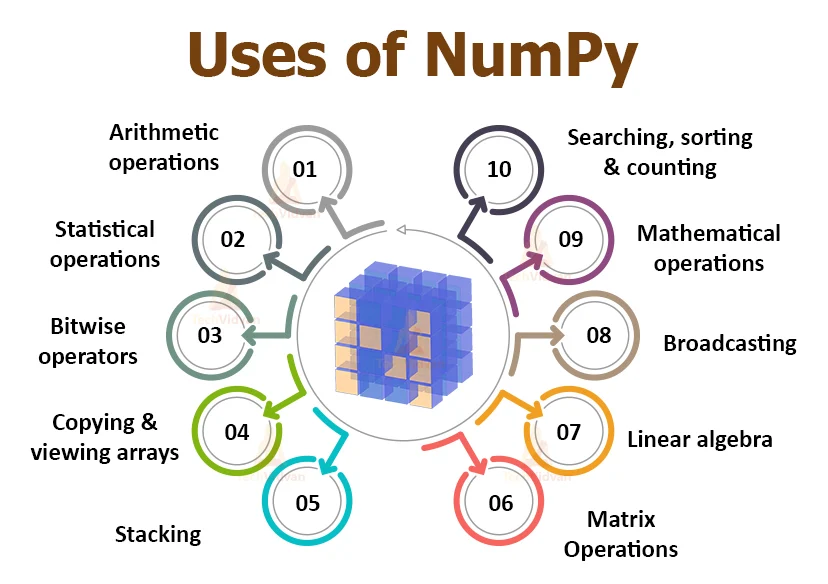 Uses of NumPy
01
Arithmetic
operations
02
Statistical
operations
03
Bitwise
operators
04
Copying &
viewing arrays
05
Stacking
06
Matrix
Operations
07
Linear algebra
08
Broadcasting
09
Mathematical
operations
10
Searching, sorting
& counting